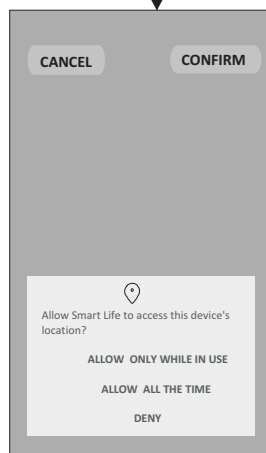 CANCEL CONFIRM
Allow Smart Life to access this device's
location?
ALLOW ONLY WHILE IN USE
ALLOW ALL THE TIME
DENY